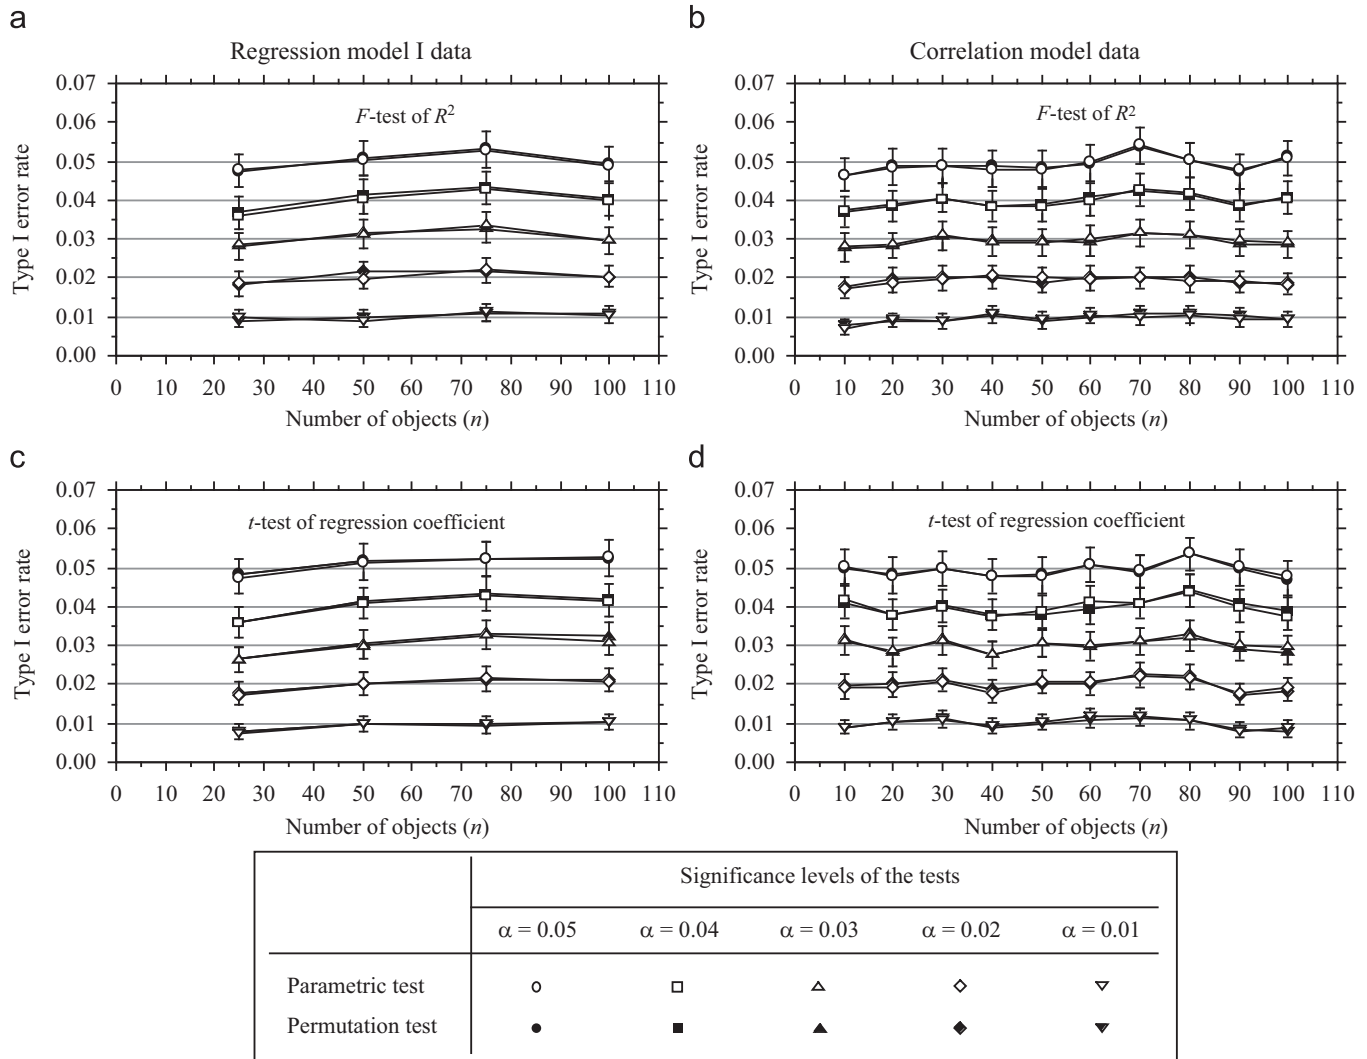 a
Regression model I data
F-test of R²
Type I error rate
0.07
0.06
0.05
0.04
0.03
0.02
0.01
0.00
0 10 20 30 40 50 60 70 80 90 100 110
Number of objects (n)
b
Correlation model data
F-test of R²
Type I error rate
0.07
0.06
0.05
0.04
0.03
0.02
0.01
0.00
0 10 20 30 40 50 60 70 80 90 100 110
Number of objects (n)
c
t-test of regression coefficient
Type I error rate
0.07
0.06
0.05
0.04
0.03
0.02
0.01
0.00
0 10 20 30 40 50 60 70 80 90 100 110
Number of objects (n)
d
t-test of regression coefficient
Type I error rate
0.07
0.06
0.05
0.04
0.03
0.02
0.01
0.00
0 10 20 30 40 50 60 70 80 90 100 110
Number of objects (n)
Significance levels of the tests
α = 0.05 α = 0.04 α = 0.03 α = 0.02 α = 0.01
Parametric test
Permutation test